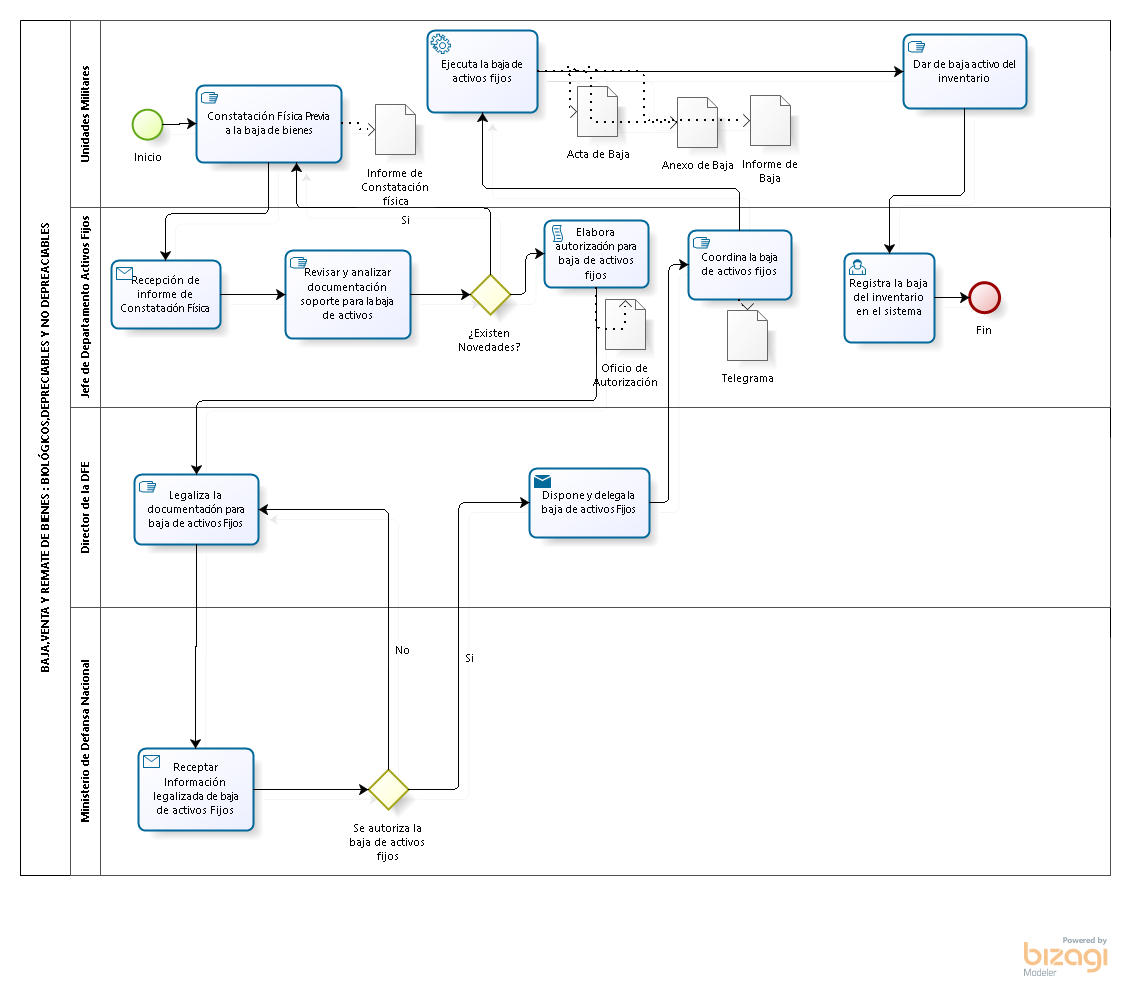 BAJA,VENTA Y REMATE DE BIENES : BIOLÓGICOS,DEPRECIABLES Y NO DEPREACIABLES
Unidades Militares
Inicio
Constatación Física Previa
a la baja de bienes
Informe de
Constatación
física
Ejecuta la baja de
activos fijos
Acta de Baja
Anexo de Baja
Informe de
Baja
Dar de baja activo del
inventario
Jefe de Departamento Activos Fijos
Recepción de
informe de
Constatación Física
Revisar y analizar
documentación
soporte para la baja
de activos
Si
¿Existen
Novedades?
Elabora
autorización para
baja de activos
fijos
Oficio de
Autorización
Coordina la baja
de activos fijos
Telegrama
Registra la baja
del inventario
en el sistema
Fin
Director de la DFE
Legaliza la
documentación para
baja de activos Fijos
Dispone y delega la
baja de activos Fijos
Ministerio de Defansa Nacional
Receptar
Información
legalizada de baja
de activos Fijos
No
Si
Se autoriza la
baja de activos
fijos
Powered by
bizagi
Modeler